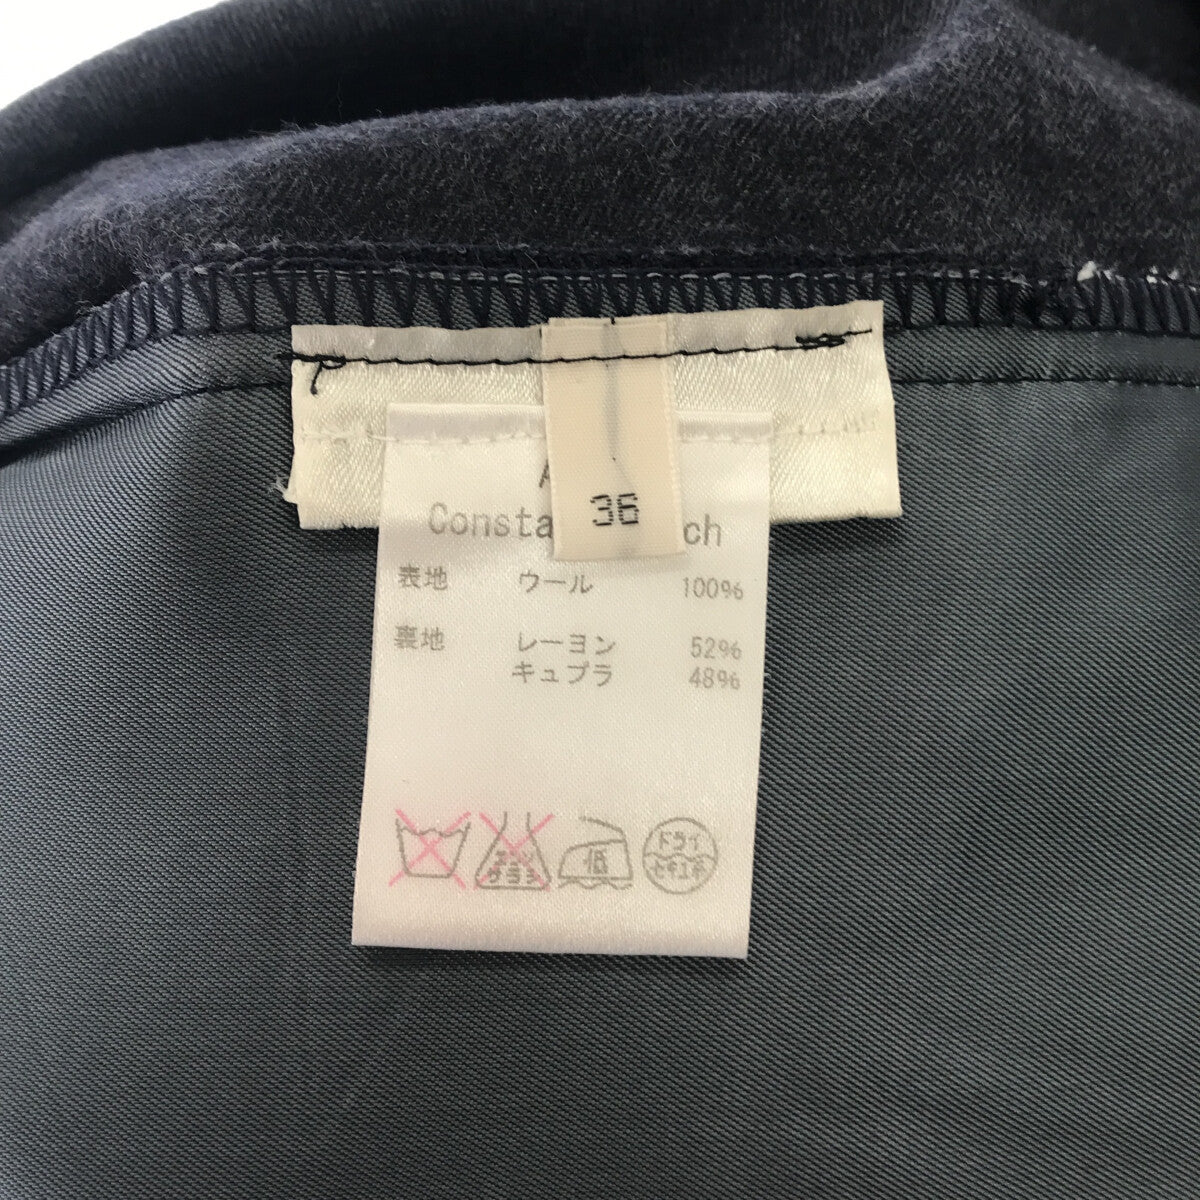 36
表地 ウール 100%
裏地 レーヨン 52%
キュプラ 48%
低
ドライ
セキユ系